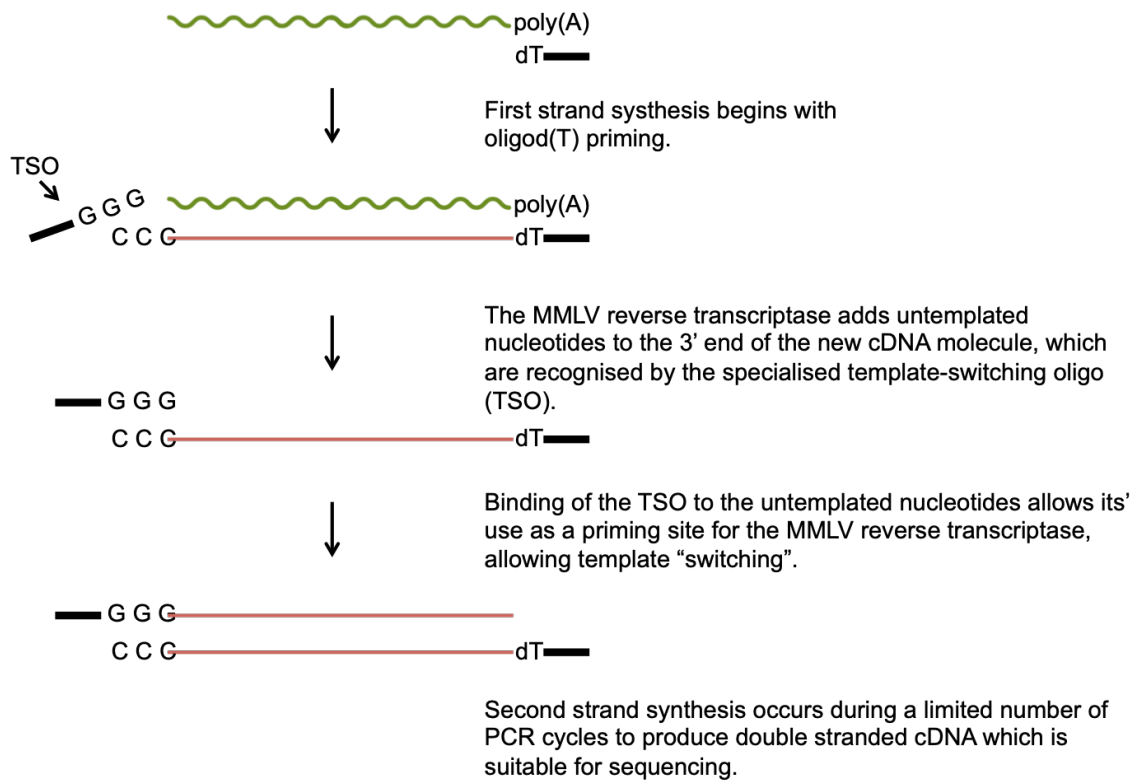 poly(A)
dT
First strand systhesis begins with
oligod(T) priming.
TSO
G G G
poly(A)
C C C
dT
The MMLV reverse transcriptase adds untemplated
nucleotides to the 3’ end of the new cDNA molecule, which
are recognised by the specialised template-switching oligo
(TSO).
G G G
C C C
dT
Binding of the TSO to the untemplated nucleotides allows its’
use as a priming site for the MMLV reverse transcriptase,
allowing template “switching”.
G G G
C C C
dT
Second strand synthesis occurs during a limited number of
PCR cycles to produce double stranded cDNA which is
suitable for sequencing.